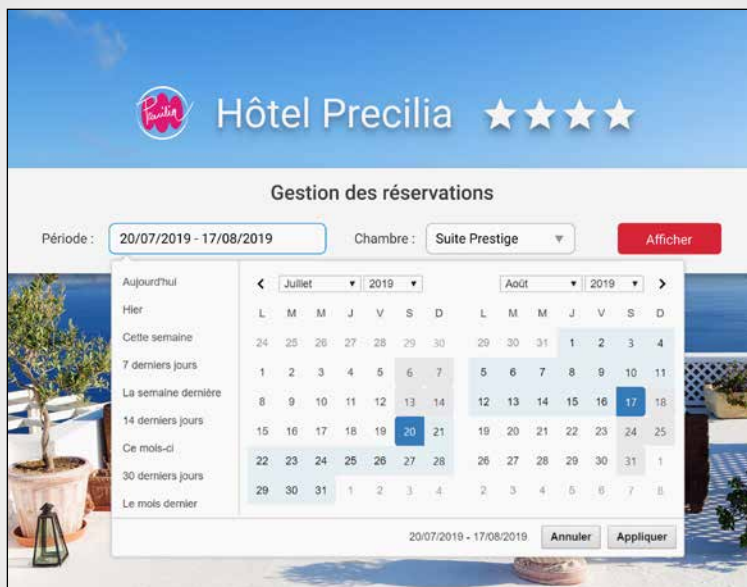 Precilia
Hôtel Precilia
Gestion des réservations
Période : 20/07/2019 - 17/08/2019 Chambre : Suite Prestige Afficher
Aujourd'hui
Hier
Cette semaine
7 derniers jours
La semaine dernière
14 derniers jours
Ce mois-ci
30 derniers jours
Le mois dernier
Juillet 2019
L M M J V S D
24 25 26 27 28 29 30
1 2 3 4 5 6 7
8 9 10 11 12 13 14
15 16 17 18 19 20 21
22 23 24 25 26 27 28
29 30 31 1 2 3 4
Août 2019
L M M J V S D
29 30 31 1 2 3 4
5 6 7 8 9 10 11
12 13 14 15 16 17 18
19 20 21 22 23 24 25
26 27 28 29 30 31 1
2 3 4 5 6 7 8
20/07/2019 - 17/08/2019 Annuler Appliquer